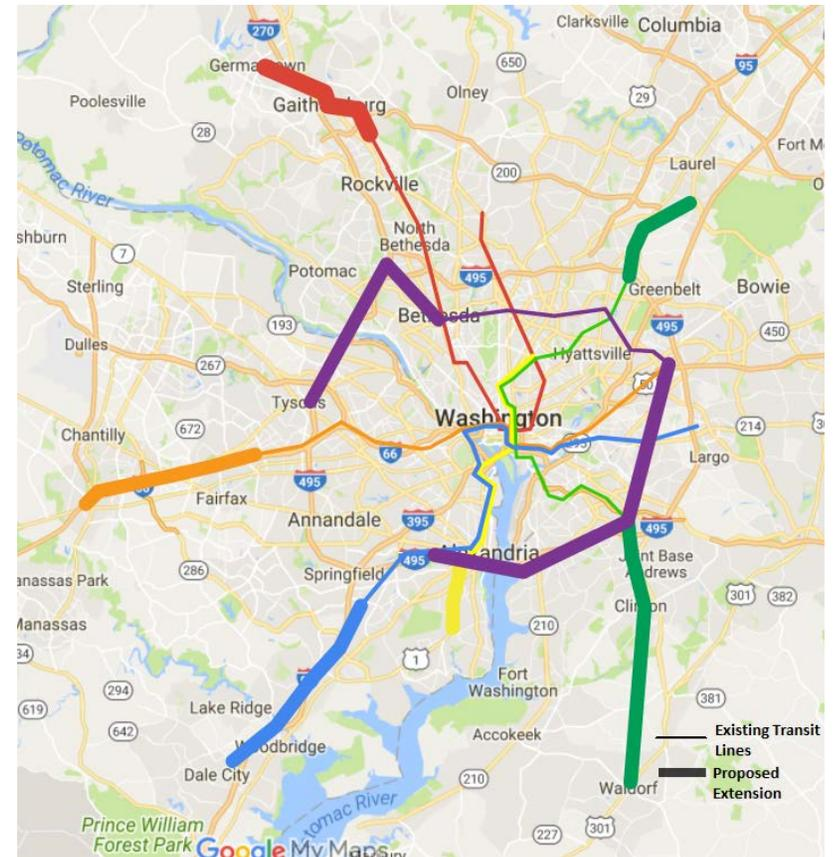 Clarksville
Columbia
270
Germantown
650
95
Olney
29
Poolesville
Gaithersburg
28
Fort M
Laurel
200
Potomac River
Rockville
shburn
North
Bethesda
7
Potomac
495
Sterling
Greenbelt
Bowie
193
Bethesda
495
450
Dulles
Hyattsville
267
50
Tysons
Washington
672
214
Chantilly
66
Largo
495
Fairfax
Annandale
395
495
Alexandria
495
286
Springfield
Joint Base
Andrews
anassas Park
301
382
Clinton
Manassas
210
34
1
294
Fort
Washington
619
Lake Ridge
381
642
Accokeek
Existing Transit
Lines
Woodbridge
Proposed
Extension
Dale City
210
Waldorf
tomac River
Prince William
Forest Park
227
301
Google My Maps